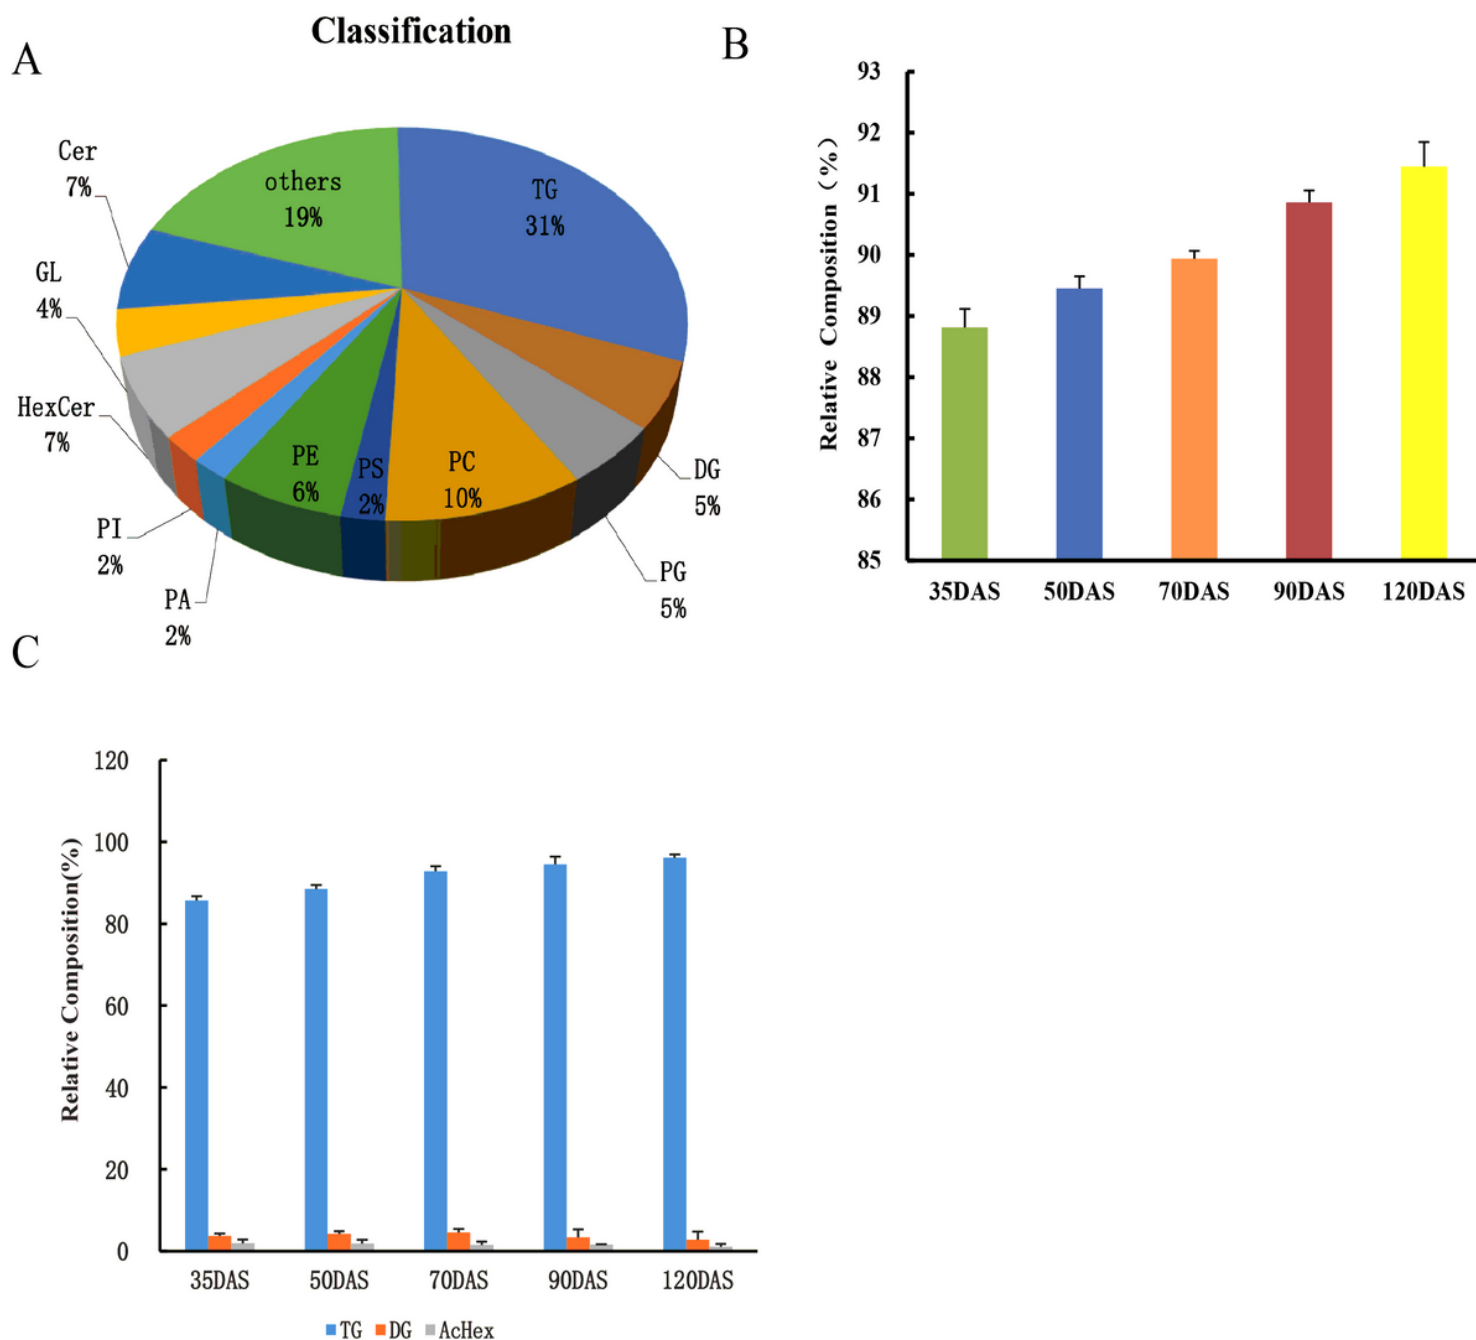 Classification
A
Cer
7%
others
19%
TG
31%
GL
4%
HexCer
7%
PI
2%
PA
2%
PE
6%
PS
2%
PC
10%
PG
5%
DG
5%
B
Relative Composition (%)
93
92
91
90
89
88
87
86
85
35DAS 50DAS 70DAS 90DAS 120DAS
C
Relative Composition(%)
120
100
80
60
40
20
0
35DAS 50DAS 70DAS 90DAS 120DAS
TG DG AcHex